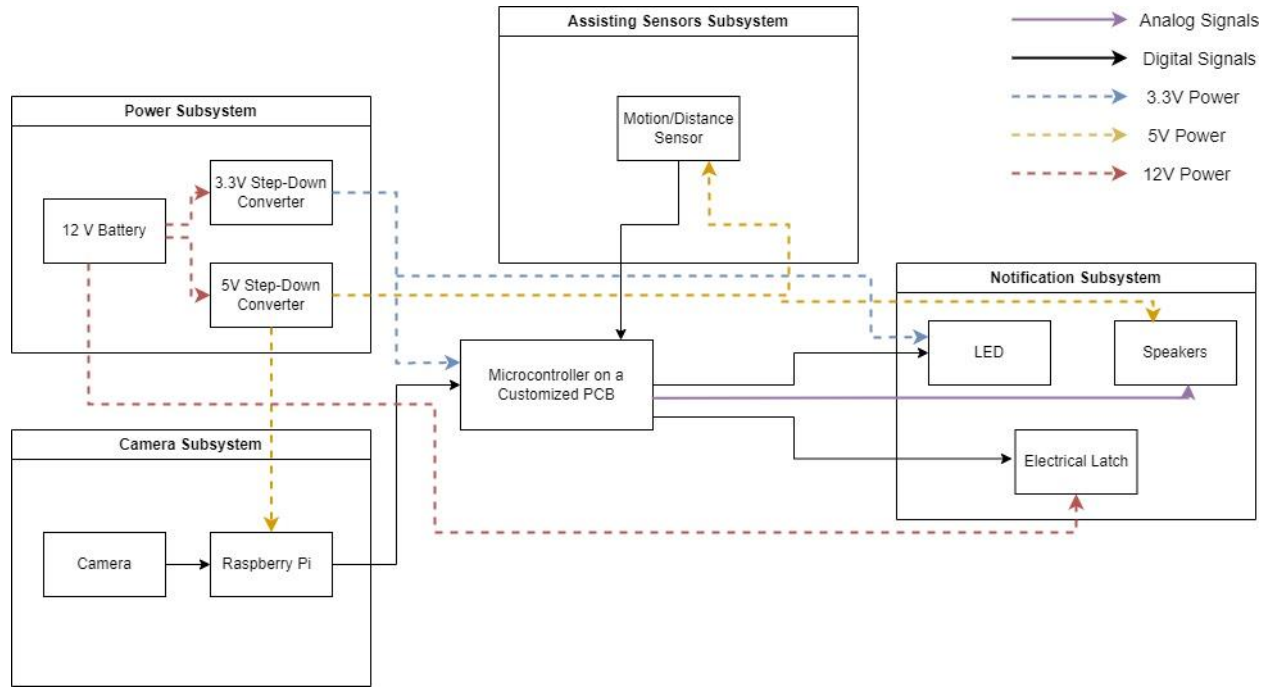 Assisting Sensors Subsystem
Motion/Distance
Sensor
Analog Signals
Digital Signals
3.3V Power
5V Power
12V Power
Power Subsystem
12 V Battery
3.3V Step-Down
Converter
5V Step-Down
Converter
Microcontroller on a
Customized PCB
Notification Subsystem
LED
Speakers
Electrical Latch
Camera Subsystem
Camera
Raspberry Pi